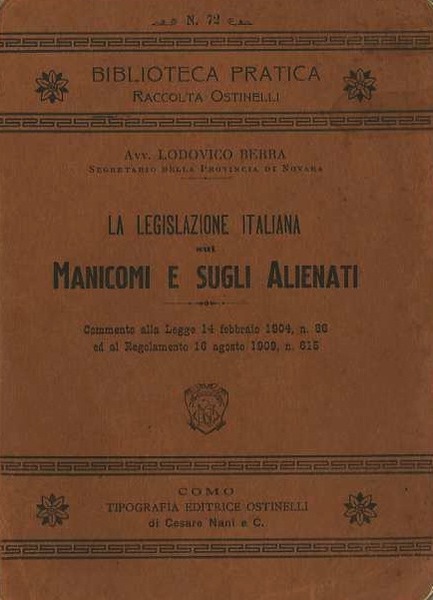 N. 72
BIBLIOTECA PRATICA
RACCOLTA OSTINELLI
AVV. LODOVICO BERRA
SEGRETARIO DELLA PROVINCIA DI NOVARA
LA LEGISLAZIONE ITALIANA
sui
MANICOMI E SUGLI ALIENATI
Commento alla Legge 14 febbraio 1904, n. 36
ed al Regolamento 16 agosto 1909, n. 615
COMO
TIPOGRAFIA EDITRICE OSTINELLI
di Cesare Nani e C.